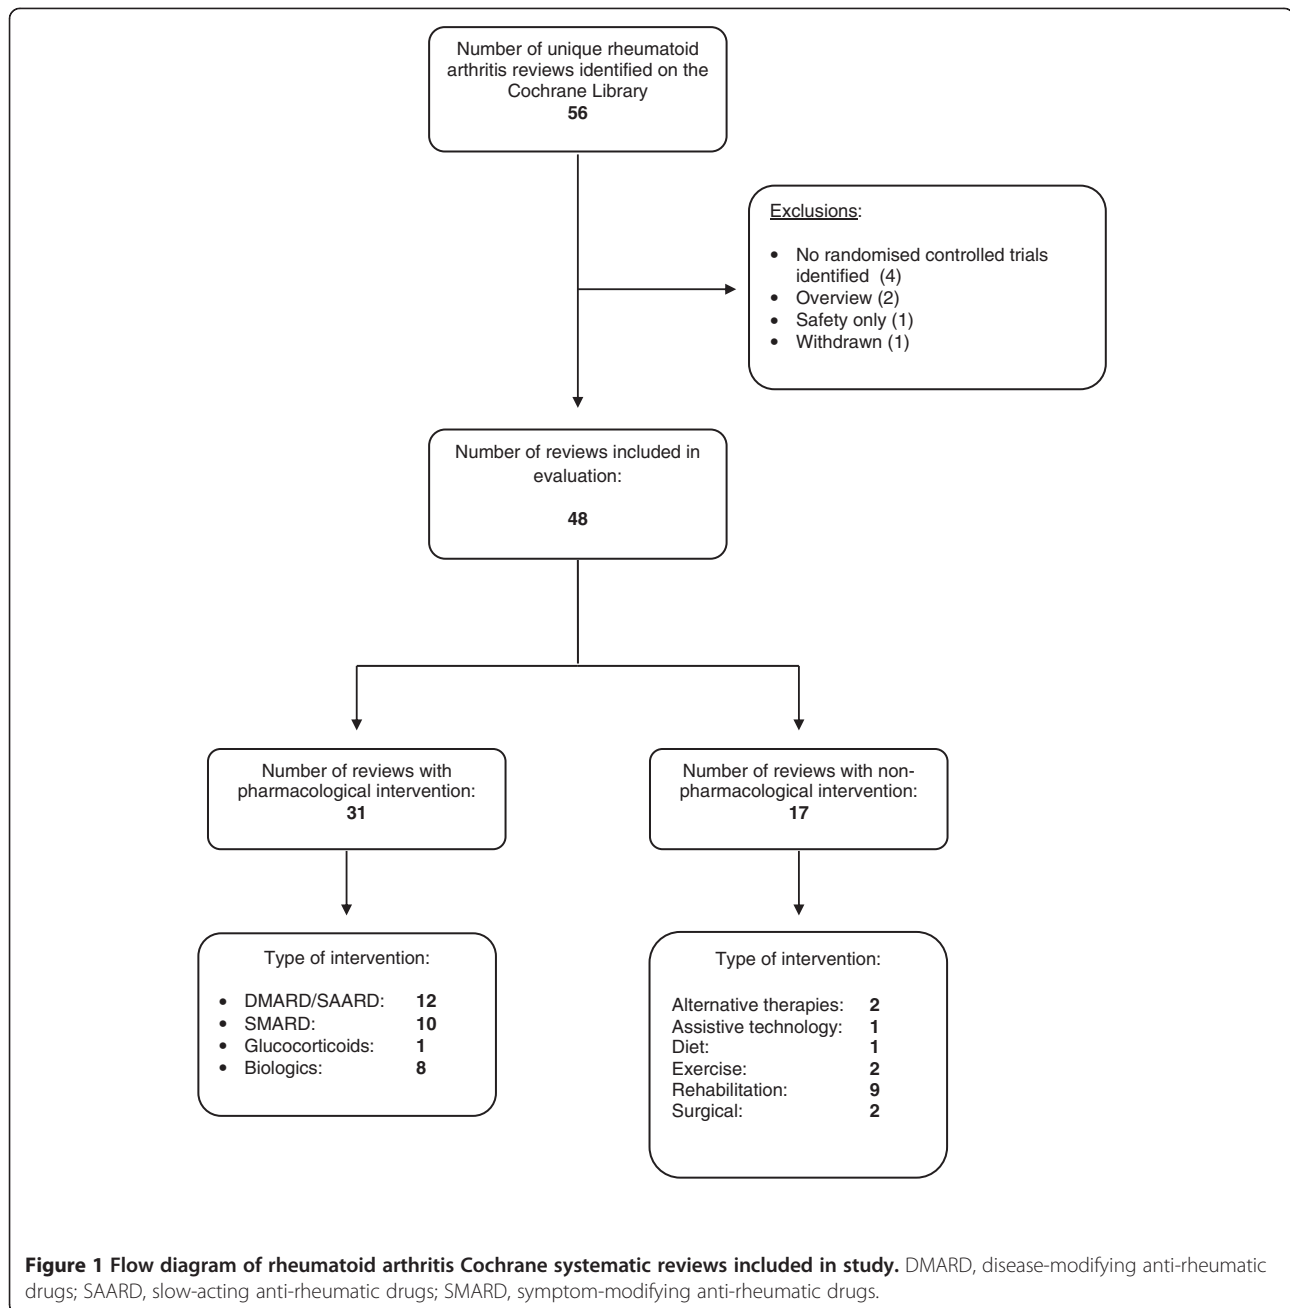 Number of unique rheumatoid
arthritis reviews identified on the
Cochrane Library
56
Exclusions:
• No randomised controlled trials
identified (4)
• Overview (2)
• Safety only (1)
• Withdrawn (1)
Number of reviews included in
evaluation:
48
Number of reviews with
pharmacological intervention:
31
Number of reviews with non-
pharmacological intervention:
17
Type of intervention:
• DMARD/SAARD: 12
• SMARD: 10
• Glucocorticoids: 1
• Biologics: 8
Type of intervention:
Alternative therapies: 2
Assistive technology: 1
Diet: 1
Exercise: 2
Rehabilitation: 9
Surgical: 2
Figure 1 Flow diagram of rheumatoid arthritis Cochrane systematic reviews included in study. DMARD, disease-modifying anti-rheumatic
drugs; SAARD, slow-acting anti-rheumatic drugs; SMARD, symptom-modifying anti-rheumatic drugs.